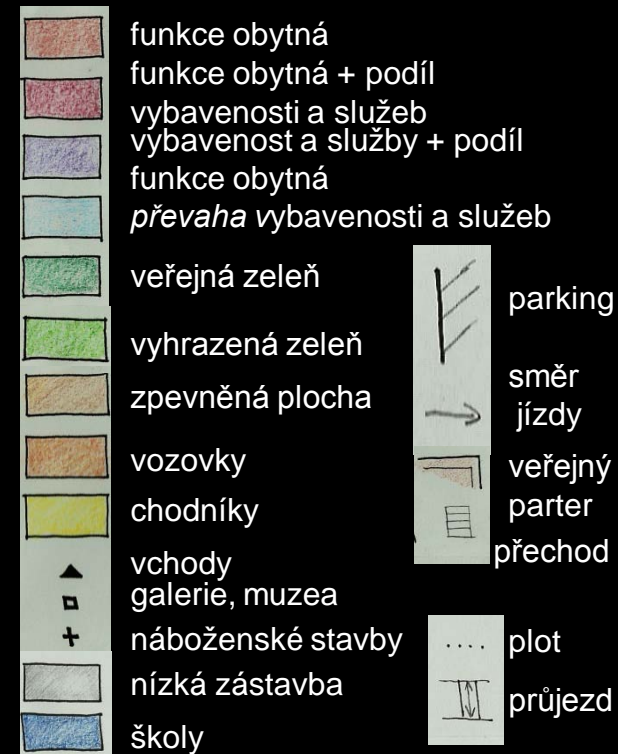 funkce obytná
funkce obytná + podíl
vybavenosti a služeb
vybavenost a služby + podíl
funkce obytná
převaha vybavenosti a služeb
veřejná zeleň
vyhrazená zeleň
zpevněná plocha
vozovky
chodníky
vchody
galerie, muzea
náboženské stavby
nízká zástavba
školy
parking
směr
jízdy
veřejný
parter
přechod
plot
průjezd